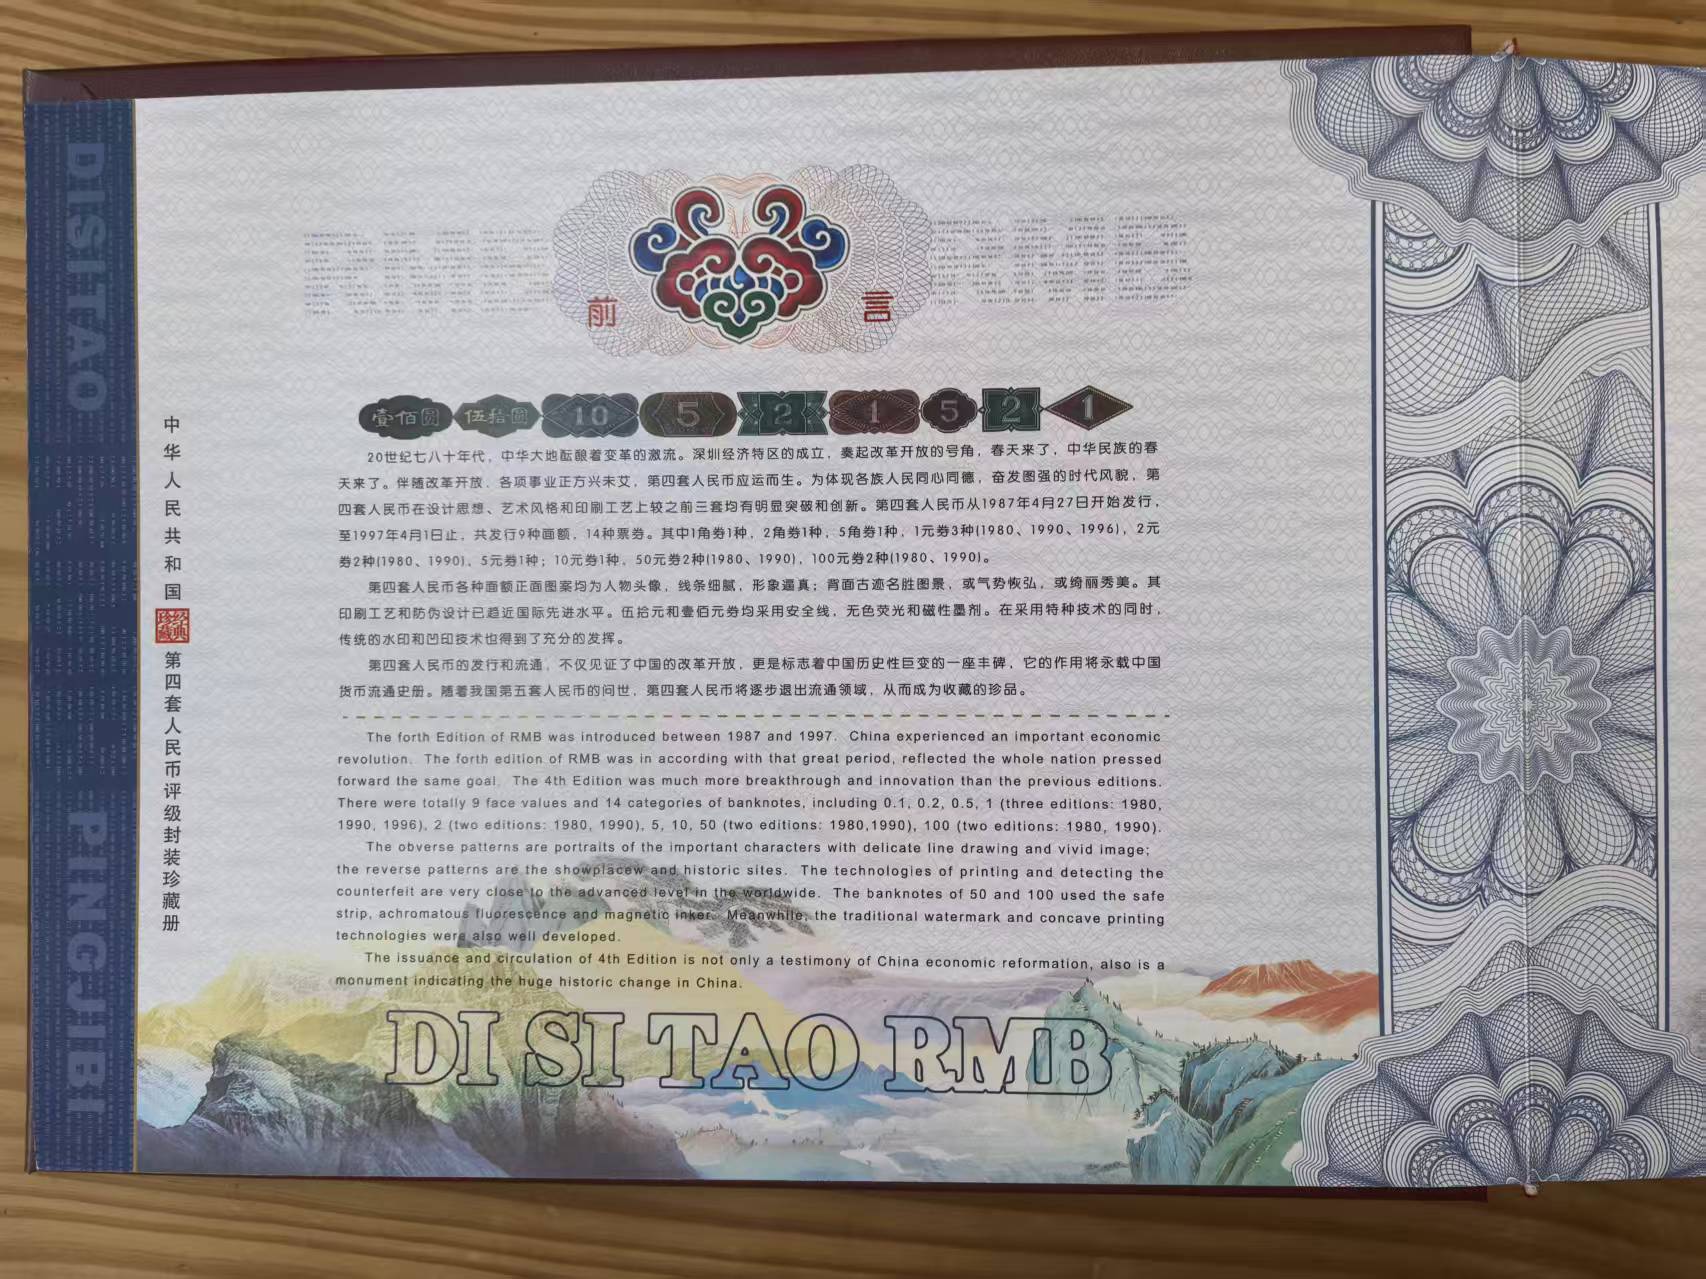 DISITAO
PINGJIBI
中华人民共和国
经典珍藏
第四套人民币评级封装珍藏册
前言
壹佰圆 伍拾圆 10 5 2 1 5 2 1
20世纪七八十年代,中华大地酝酿着变革的激流。深圳经济特区的成立,奏起改革开放的号角,春天来了,中华民族的春
天来了。伴随改革开放,各项事业正方兴未艾,第四套人民币应运而生。为体现各族人民同心同德,奋发图强的时代风貌,第
四套人民币在设计思想、艺术风格和印刷工艺上较之前三套均有明显突破和创新。第四套人民币从1987年4月27日开始发行,
至1997年4月1日止,共发行9种面额,14种票券。其中1角券1种,2角券1种,5角券1种,1元券3种(1980、1990、1996),2元
券2种(1980、1990),5元券1种;10元券1种,50元券2种(1980、1990),100元券2种(1980、1990)。
第四套人民币各种面额正面图案均为人物头像,线条细腻,形象逼真;背面古迹名胜图景,或气势恢弘,或绮丽秀美。其
印刷工艺和防伪设计已趋近国际先进水平。伍拾元和壹佰元券均采用安全线,无色荧光和磁性墨剂。在采用特种技术的同时,
传统的水印和凹印技术也得到了充分的发挥。
第四套人民币的发行和流通,不仅见证了中国的改革开放,更是标志着中国历史性巨变的一座丰碑,它的作用将永载中国
货币流通史册。随着我国第五套人民币的问世,第四套人民币将逐步退出流通领域,从而成为收藏的珍品。
The forth Edition of RMB was introduced between 1987 and 1997. China experienced an important economic
revolution. The forth edition of RMB was in according with that great period, reflected the whole nation pressed
forward the same goal. The 4th Edition was much more breakthrough and innovation than the previous editions.
There were totally 9 face values and 14 categories of banknotes, including 0.1, 0.2, 0.5, 1 (three editions: 1980,
1990, 1996), 2 (two editions: 1980, 1990), 5, 10, 50 (two editions: 1980,1990), 100 (two editions: 1980, 1990).
The obverse patterns are portraits of the important characters with delicate line drawing and vivid image;
the reverse patterns are the showplacew and historic sites. The technologies of printing and detecting the
counterfeit are very close to the advanced level in the worldwide. The banknotes of 50 and 100 used the safe
strip, achromatous fluorescence and magnetic inker. Meanwhile, the traditional watermark and concave printing
technologies were also well developed.
The issuance and circulation of 4th Edition is not only a testimony of China economic reformation, also is a
monument indicating the huge historic change in China.
DI SI TAO RMB